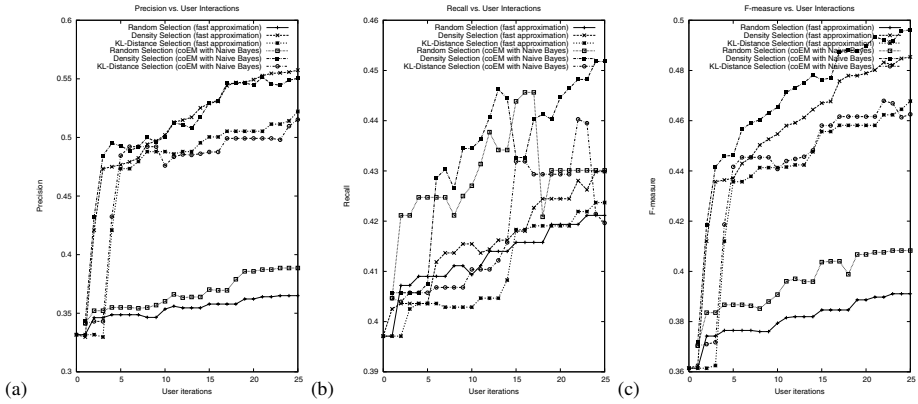 Precision vs. User Interactions
Random Selection (fast approximation)
Density Selection (fast approximation)
KL-Distance Selection (fast approximation)
Random Selection (coEM with Naive Bayes)
Density Selection (coEM with Naive Bayes)
KL-Distance Selection (coEM with Naive Bayes)
0.6
0.55
0.5
0.45
0.4
0.35
0.3
Precision
0 5 10 15 20 25
User iterations
(a)
Recall vs. User Interactions
Random Selection (fast approximation)
Density Selection (fast approximation)
KL-Distance Selection (fast approximation)
Random Selection (coEM with Naive Bayes)
Density Selection (coEM with Naive Bayes)
KL-Distance Selection (coEM with Naive Bayes)
0.46
0.45
0.44
0.43
0.42
0.41
0.4
0.39
Recall
0 5 10 15 20 25
User iterations
(b)
F-measure vs. User Interactions
Random Selection (fast approximation)
Density Selection (fast approximation)
KL-Distance Selection (fast approximation)
Random Selection (coEM with Naive Bayes)
Density Selection (coEM with Naive Bayes)
KL-Distance Selection (coEM with Naive Bayes)
0.5
0.48
0.46
0.44
0.42
0.4
0.38
0.36
F-measure
0 5 10 15 20 25
User iterations
(c)